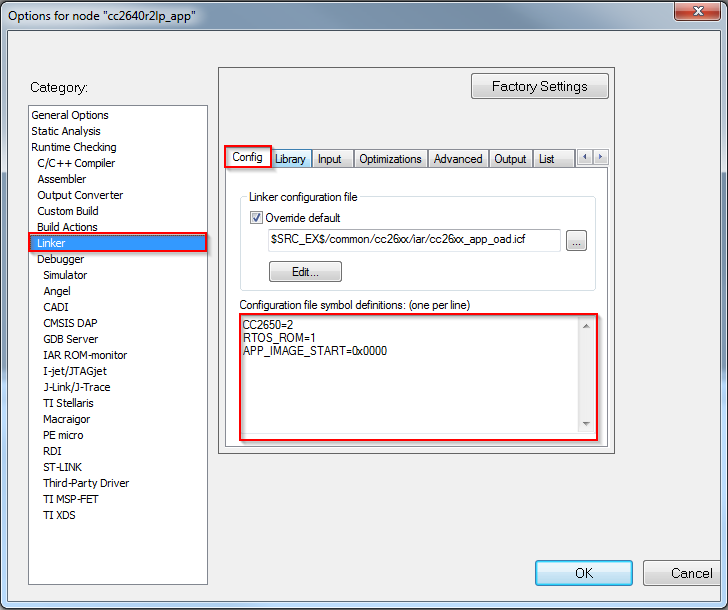 Options for node "cc2640r2lp_app"
Category:
General Options
Static Analysis
Runtime Checking
C/C++ Compiler
Assembler
Output Converter
Custom Build
Build Actions
Linker
Debugger
Simulator
Angel
CADI
CMSIS DAP
GDB Server
IAR ROM-monitor
I-jet/JTAGjet
J-Link/J-Trace
TI Stellaris
Macraigor
PE micro
RDI
ST-LINK
Third-Party Driver
TI MSP-FET
TI XDS
Factory Settings
Config Library Input Optimizations Advanced Output List
Linker configuration file
Override default
$SRC_EX$/common/cc26xx/iar/cc26xx_app_oad.icf
...
Edit...
Configuration file symbol definitions: (one per line)
CC2650=2
RTOS_ROM=1
APP_IMAGE_START=0x0000
OK Cancel